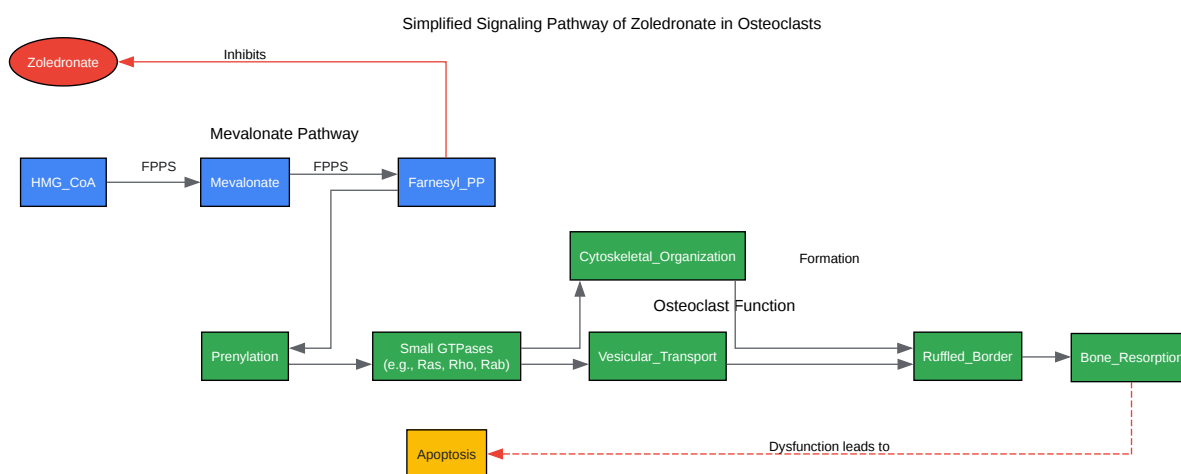 Simplified Signaling Pathway of Zoledronate in Osteoclasts
Inhibits
Zoledronate
Mevalonate Pathway
FPPS
FPPS
HMG_CoA
Mevalonate
Farnesyl_PP
Cytoskeletal_Organization
Formation
Osteoclast Function
Prenylation
Small GTPases
(e.g., Ras, Rho, Rab)
Vesicular_Transport
Ruffled_Border
Bone_Resorption
Dysfunction leads to
Apoptosis